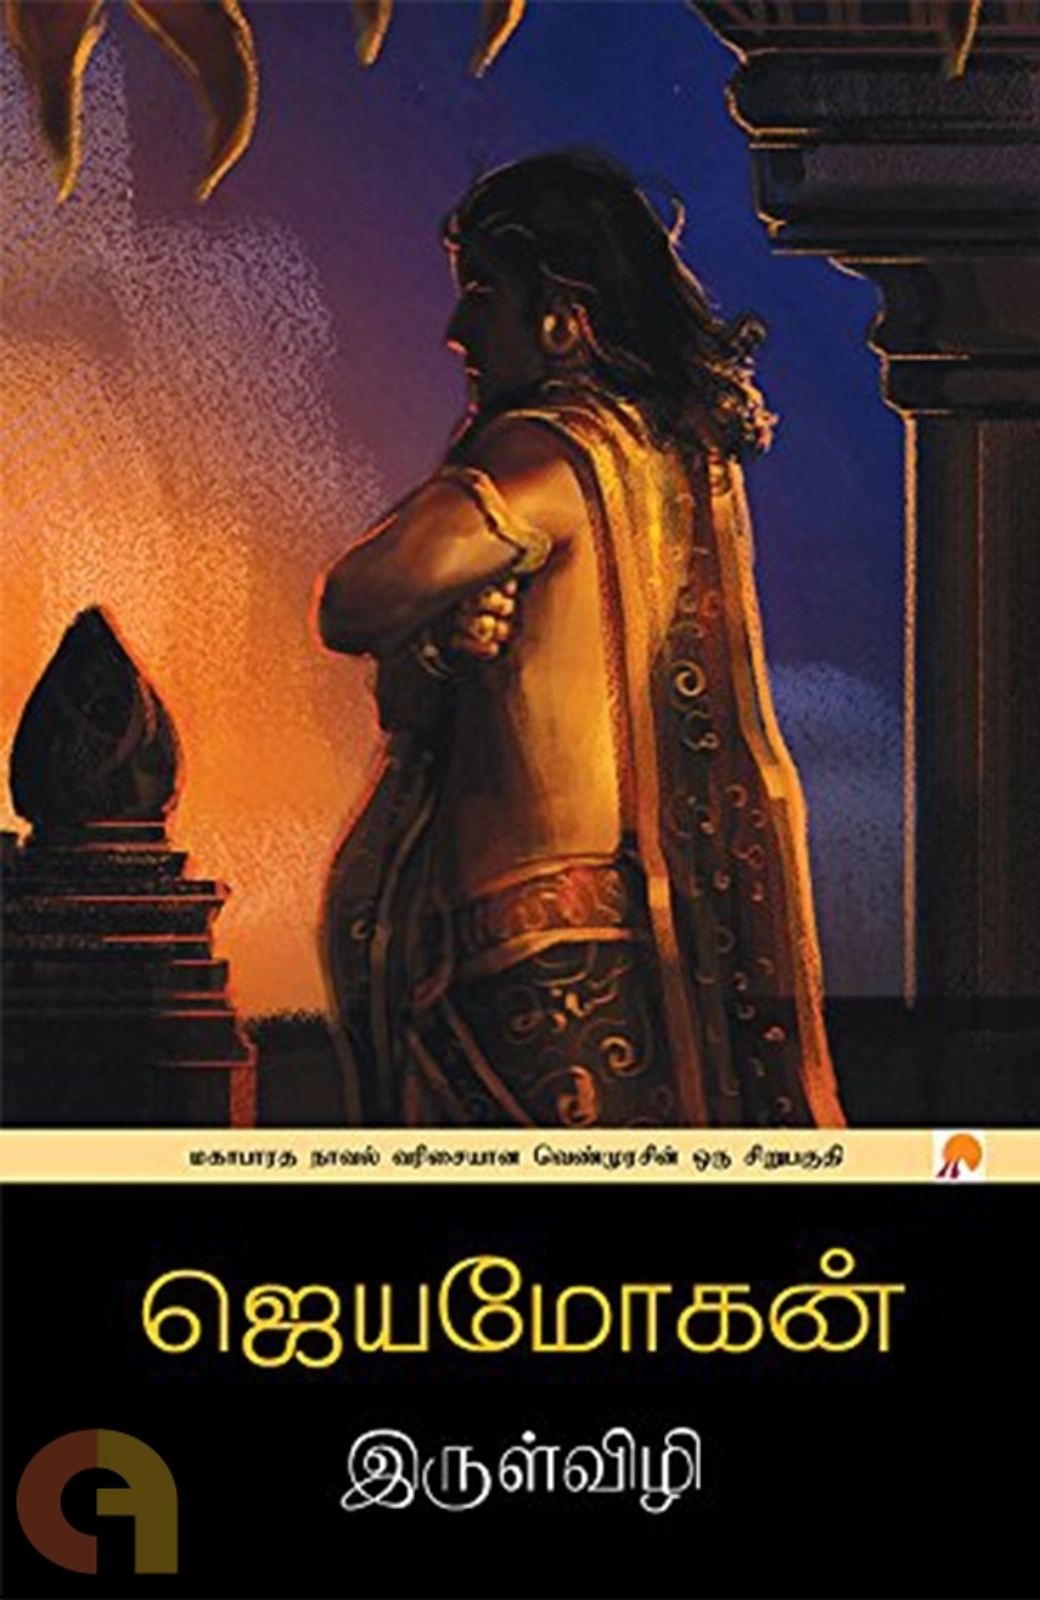 மகாபாரத நாவல் வரிசையான வெண்முரசின் ஒரு சிறுபகுதி
ஜெயமோகன்
இருள்விழி